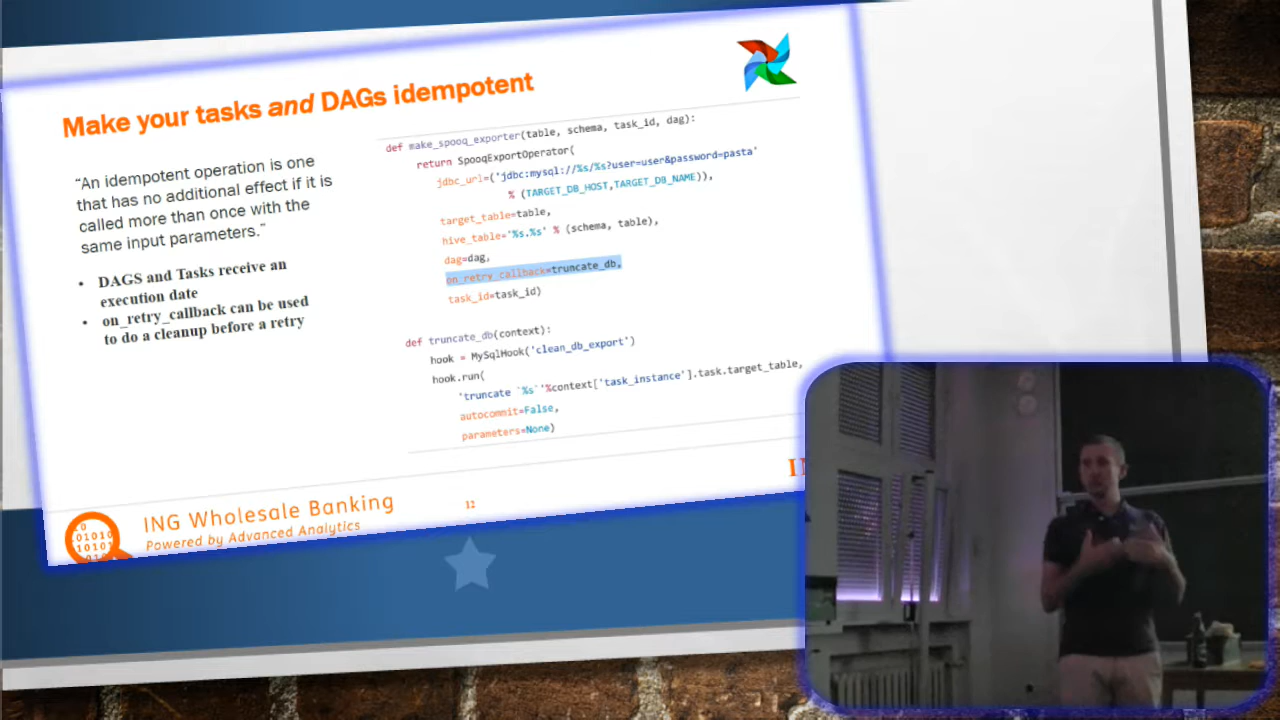 Make your tasks and DAGs idempotent
“An idempotent operation is one
that has no additional effect if it is
called more than once with the
same input parameters.”
• DAGS and Tasks receive an
execution date
• on_retry_callback can be used
to do a cleanup before a retry
def make_spooq_exporter(table, schema, task_id, dag):
return SpooqExportOperator(
jdbc_url=('jdbc:mysql://%s/%s?user=user&password=pasta'
% (TARGET_DB_HOST,TARGET_DB_NAME)),
target_table=table,
hive_table='%s.%s' % (schema, table),
dag=dag,
on_retry_callback=truncate_db,
task_id=task_id)
def truncate_db(context):
hook = MySqlHook('clean_db_export')
hook.run(
'truncate `%s`'%context['task_instance'].task.target_table,
autocommit=False,
parameters=None)
ING Wholesale Banking
Powered by Advanced Analytics
12